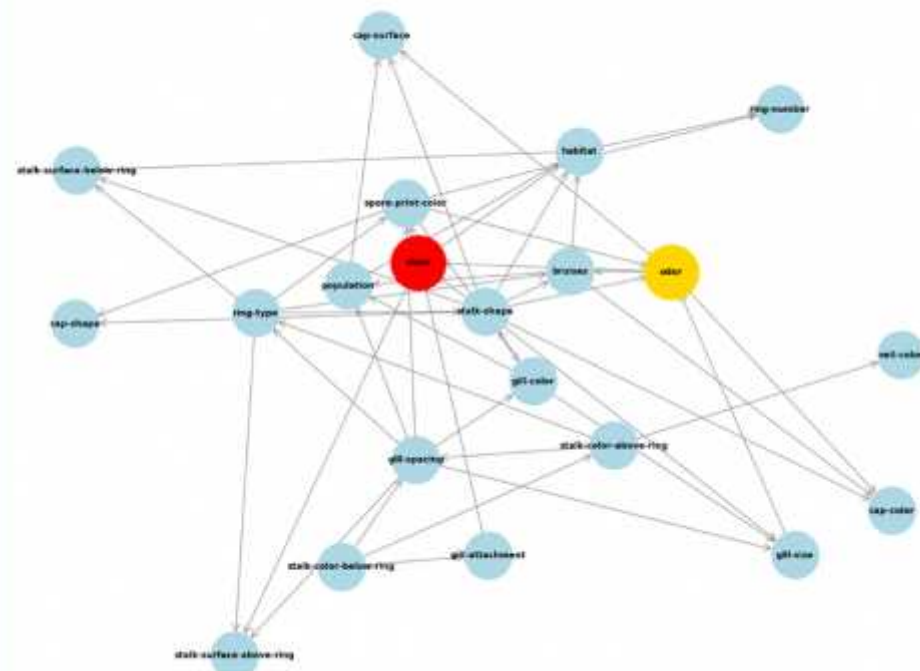 cap-surface
ring-number
habitat
stalk-surface-below-ring
spore-print-color
class
odor
bruises
population
ring-type
stalk-shape
cap-shape
veil-color
gill-color
stalk-color-above-ring
gill-spacing
cap-color
gill-attachment
gill-size
stalk-color-below-ring
stalk-surface-above-ring